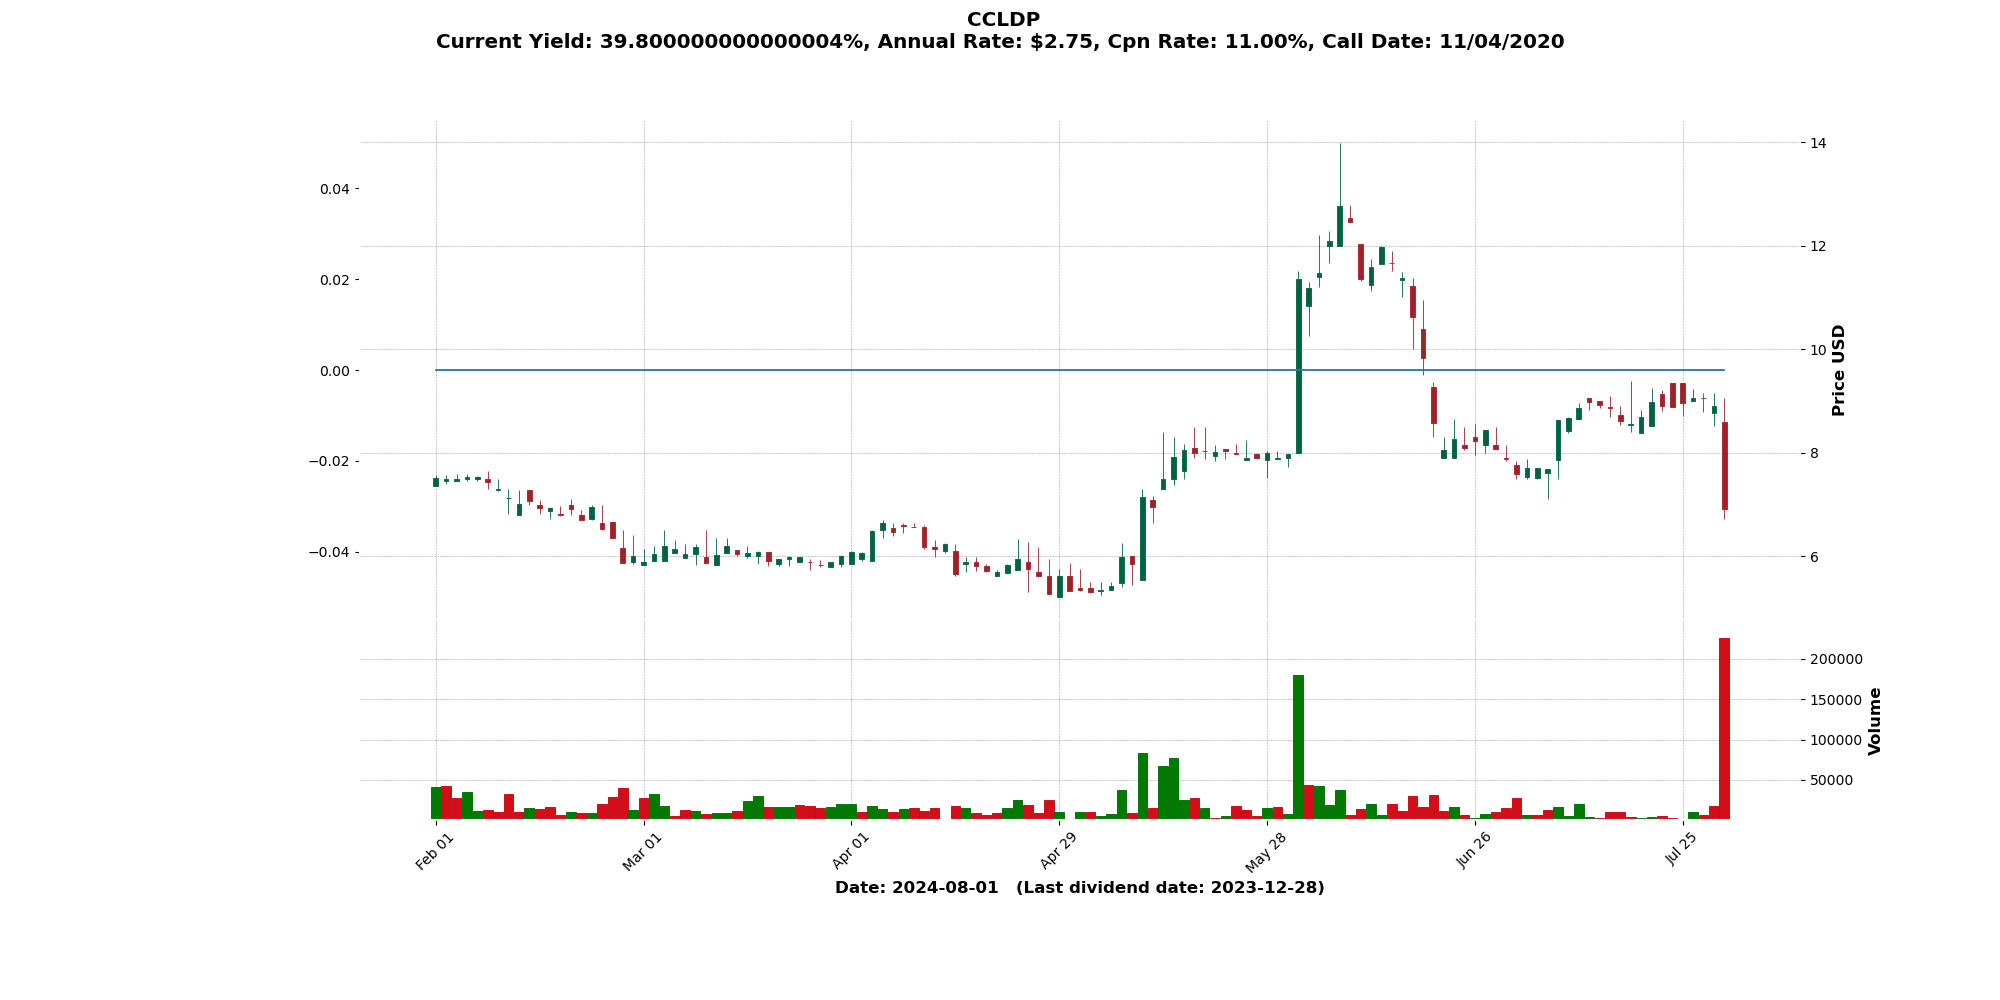 CCLDP
Current Yield: 39.800000000000004%, Annual Rate: $2.75, Cpn Rate: 11.00%, Call Date: 11/04/2020
0.04
0.02
0.00
−0.02
−0.04
14
12
10
8
6
Price USD
200000
150000
100000
50000
Volume
Feb 01
Mar 01
Apr 01
Apr 29
May 28
Jun 26
Jul 25
Date: 2024-08-01 (Last dividend date: 2023-12-28)